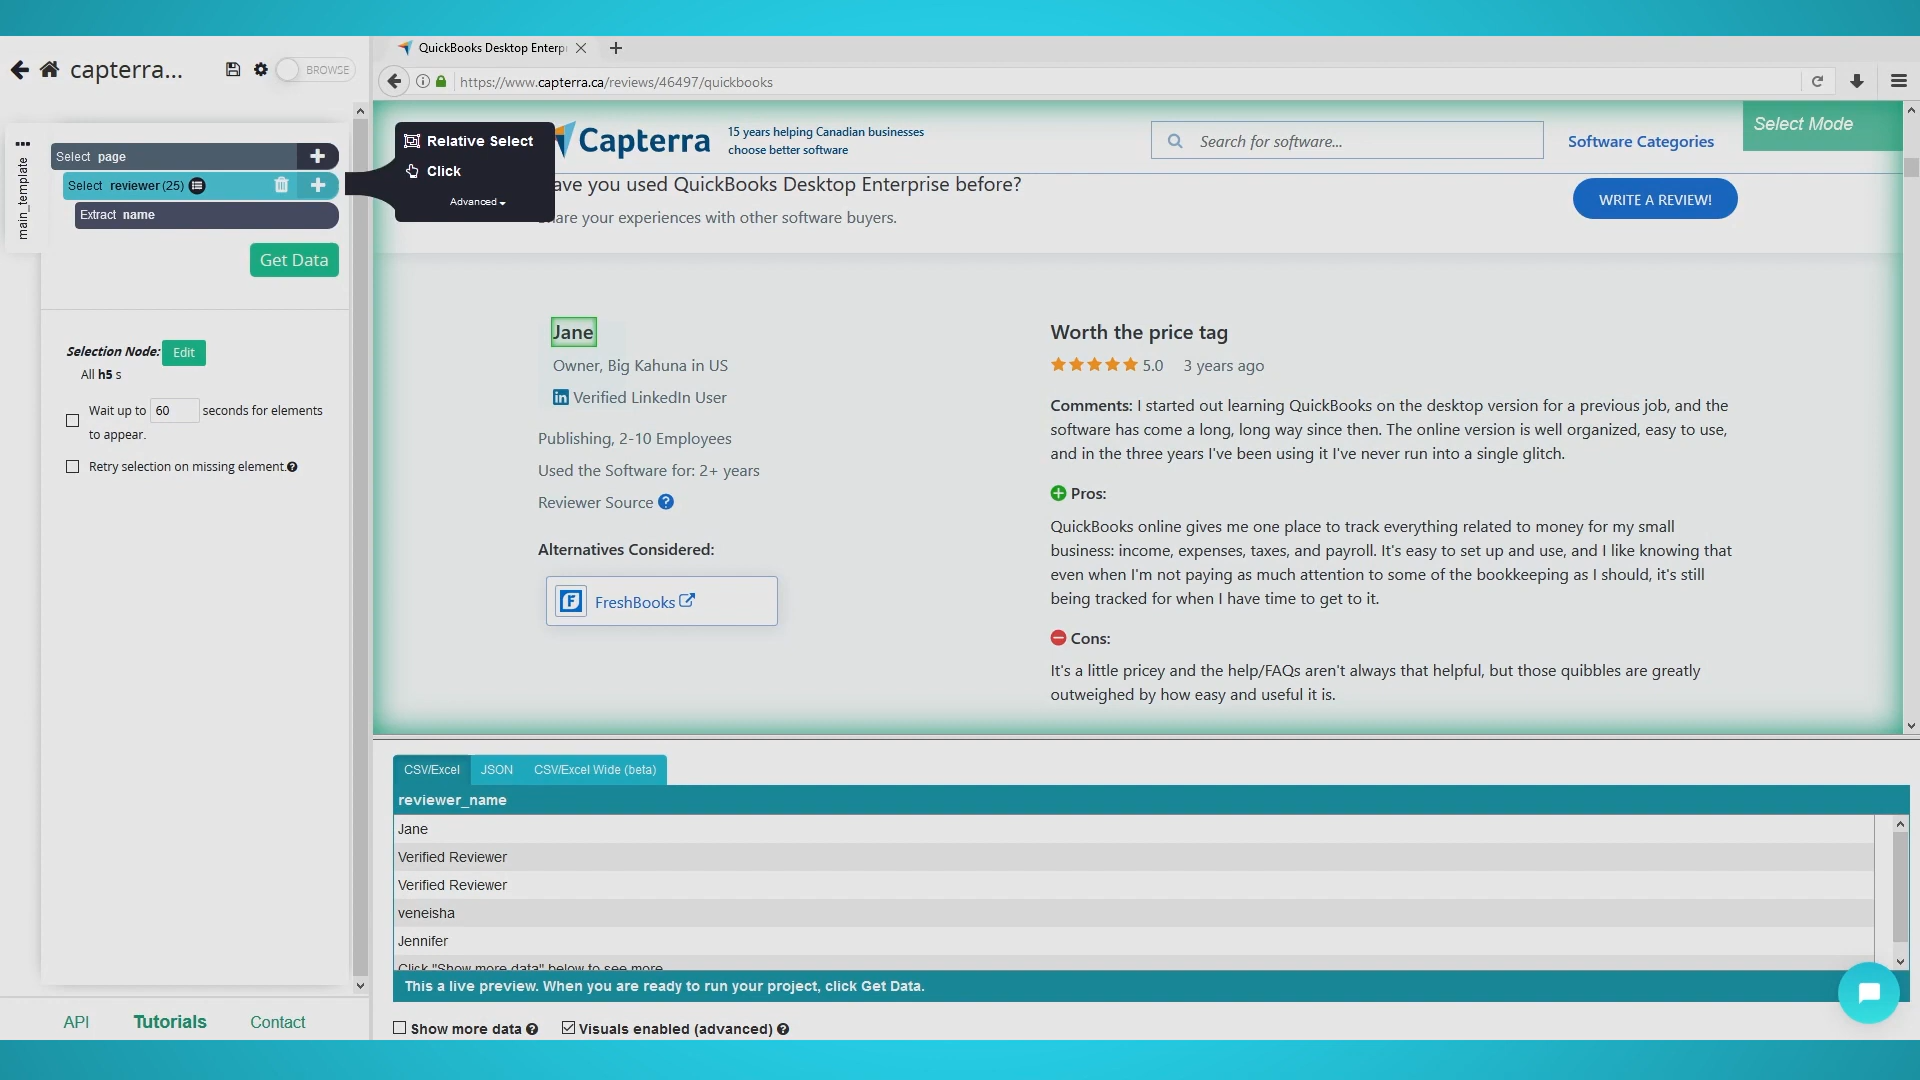 capterra...
BROWSE
main_template
Select page
Select reviewer (25)
Extract name
Get Data
Selection Node: Edit
All h5 s
Wait up to 60 seconds for elements
to appear.
Retry selection on missing element.
API Tutorials Contact
QuickBooks Desktop Enterp
https://www.capterra.ca/reviews/46497/quickbooks
Relative Select
Click
Advanced
Capterra
15 years helping Canadian businesses
choose better software
Search for software...
Software Categories
Select Mode
ave you used QuickBooks Desktop Enterprise before?
are your experiences with other software buyers.
WRITE A REVIEW!
Jane
Owner, Big Kahuna in US
Verified LinkedIn User
Publishing, 2-10 Employees
Used the Software for: 2+ years
Reviewer Source
Alternatives Considered:
FreshBooks
Worth the price tag
5.0 3 years ago
Comments: I started out learning QuickBooks on the desktop version for a previous job, and the
software has come a long, long way since then. The online version is well organized, easy to use,
and in the three years I've been using it I've never run into a single glitch.
Pros:
QuickBooks online gives me one place to track everything related to money for my small
business: income, expenses, taxes, and payroll. It's easy to set up and use, and I like knowing that
even when I'm not paying as much attention to some of the bookkeeping as I should, it's still
being tracked for when I have time to get to it.
Cons:
It's a little pricey and the help/FAQs aren't always that helpful, but those quibbles are greatly
outweighed by how easy and useful it is.
CSV/Excel JSON CSV/Excel Wide (beta)
reviewer_name
Jane
Verified Reviewer
Verified Reviewer
veneisha
Jennifer
Click "Show more data" below to see more
This a live preview. When you are ready to run your project, click Get Data.
Show more data Visuals enabled (advanced)